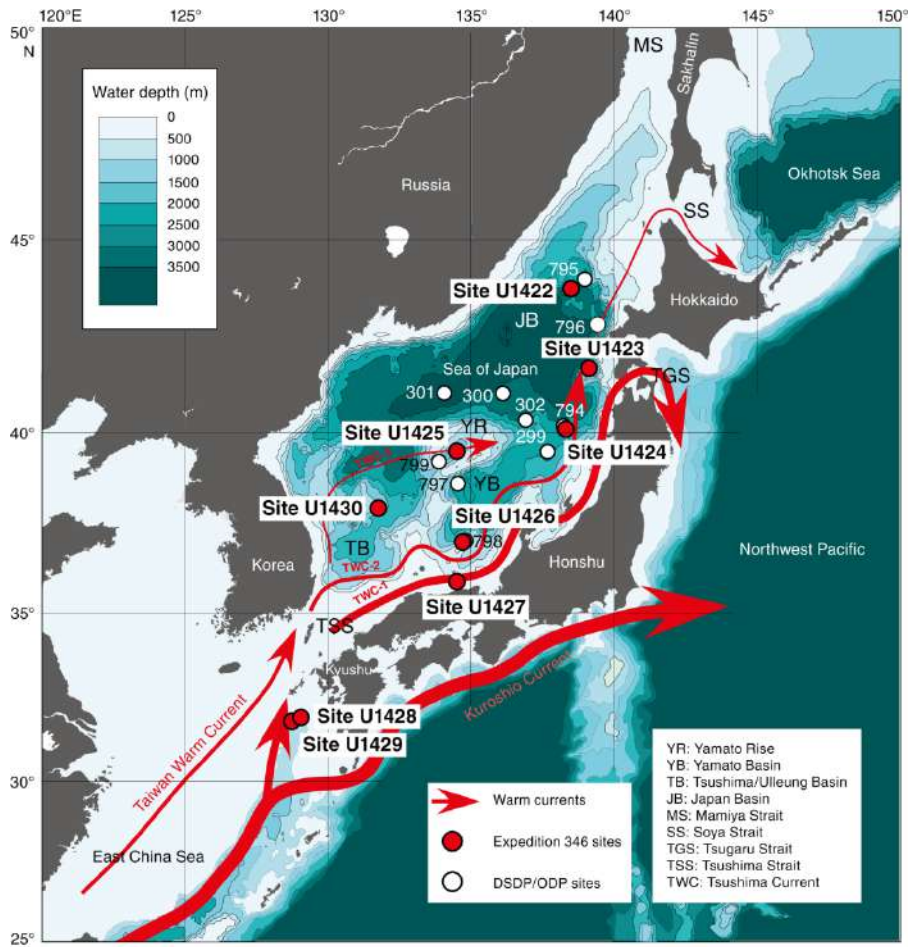 120°E 125° 130° 135° 140° 145° 150°
50°
N
45°
40°
35°
30°
25°
Water depth (m)
0
500
1000
1500
2000
2500
3000
3500
MS
Sakhalin
Okhotsk Sea
Russia
SS
795
Site U1422
Hokkaido
JB
796
Site U1423
Sea of Japan
TGS
301
300
302
794
YR
Site U1425
299
TWC-3
799
Site U1424
797
YB
Site U1430
Site U1426
798
TB
Korea
TWC-2
Honshu
Northwest Pacific
TWC-1
Site U1427
TSS
Kyushu
Kuroshio Current
Site U1428
Site U1429
Taiwan Warm Current
East China Sea
Warm currents
Expedition 346 sites
DSDP/ODP sites
YR: Yamato Rise
YB: Yamato Basin
TB: Tsushima/Ulleung Basin
JB: Japan Basin
MS: Mamiya Strait
SS: Soya Strait
TGS: Tsugaru Strait
TSS: Tsushima Strait
TWC: Tsushima Current